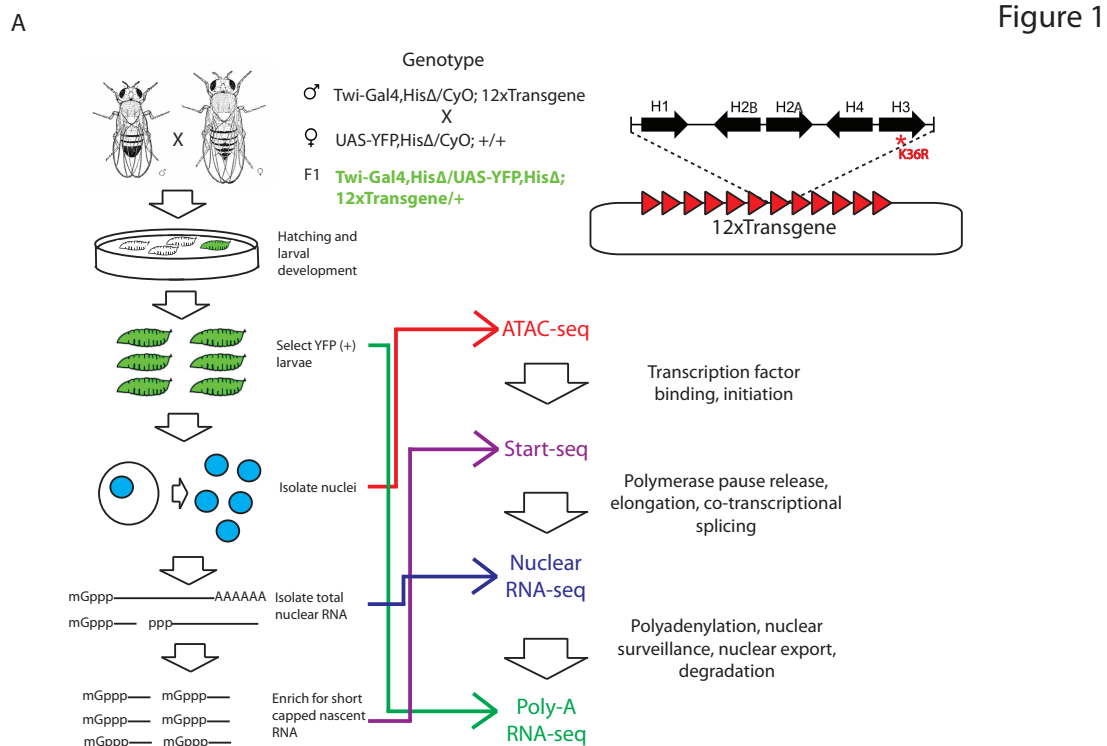 Figure 1
A
Genotype
♂ Twi-Gal4,HisΔ/CyO; 12xTransgene
X
♀ UAS-YFP,HisΔ/CyO; +/+
F1 Twi-Gal4,HisΔ/UAS-YFP,HisΔ;
12xTransgene/+
X
♂
♀
H1 H2B H2A H4 H3
*
K36R
12xTransgene
Hatching and
larval
development
Select YFP (+)
larvae
Isolate nuclei
mGppp AAAAAA
mGppp ppp
Isolate total
nuclear RNA
mGppp mGppp
mGppp mGppp
mGppp mGppp
Enrich for short
capped nascent
RNA
ATAC-seq
Transcription factor
binding, initiation
Start-seq
Polymerase pause release,
elongation, co-transcriptional
splicing
Nuclear
RNA-seq
Polyadenylation, nuclear
surveillance, nuclear export,
degradation
Poly-A
RNA-seq